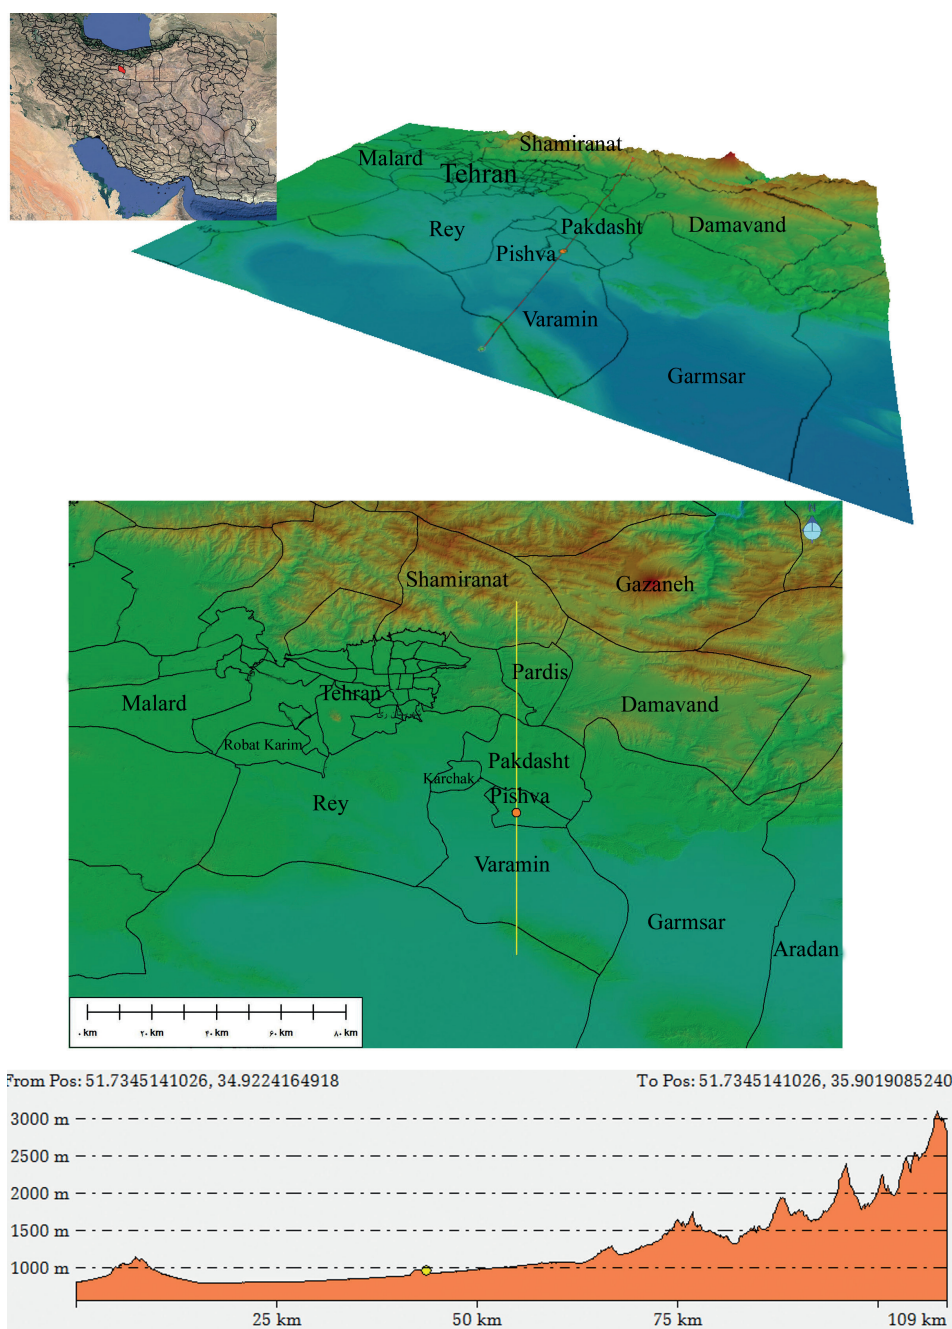 Shamiranat
Malard
Tehran
Damavand
Pakdasht
Rey
Pishva
Varamin
Garmsar
Shamiranat
Gazaneh
Pardis
Tehran
Malard
Damavand
Robat Karim
Pakdasht
Karchak
Pishva
Rey
Varamin
Garmsar
Aradan
۰ km ۲۰ km ۴۰ km ۶۰ km ۸۰ km
From Pos: 51.7345141026, 34.9224164918 To Pos: 51.7345141026, 35.9019085240
3000 m
2500 m
2000 m
1500 m
1000 m
25 km 50 km 75 km 109 km